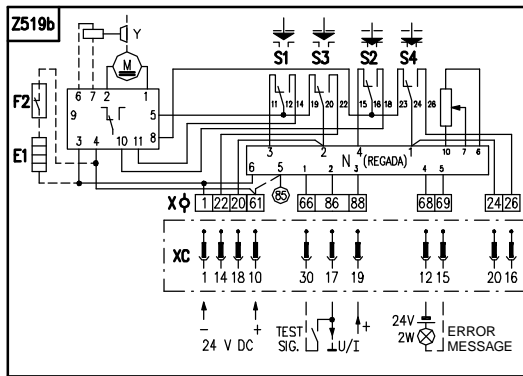 Z519b
Y
S1 S3 S2 S4
M
6 7 2 1
F2
9 5
8
3 4 10 11
11 12 14 19 20 22 15 16 18 23 24 26
E1
3 2 4 1 10 7 6
N (REGADA)
6 5 1 2 3 4 5
85
X 1 22 20 61 66 86 88 68 69 24 26
XC
1 14 18 10 30 17 19 12 15 20 16
− +
24 V DC
TEST
SIG.
U/I
+
24V
2W
ERROR
MESSAGE